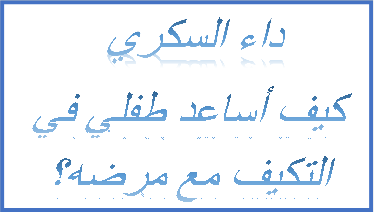 داء السكري
كيف أساعد طفلي في
التكيف مع مرضه؟